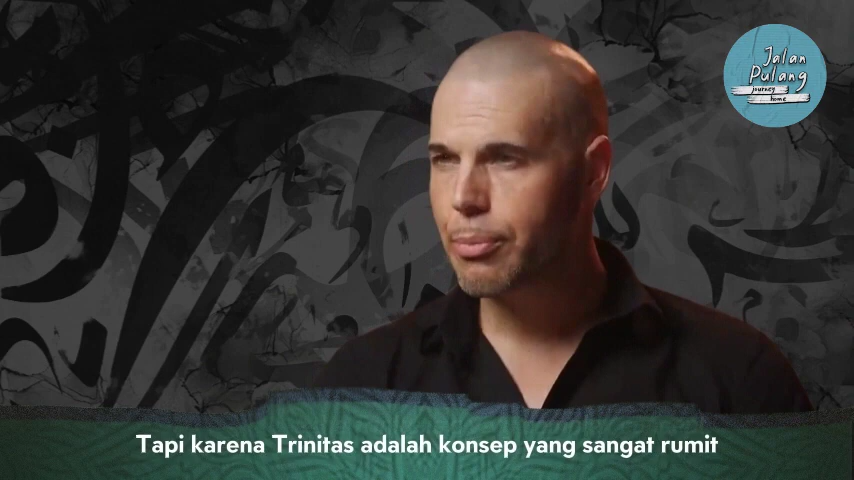 Jalan
Pulang
journey
home
Tapi karena Trinitas adalah konsep yang sangat rumit